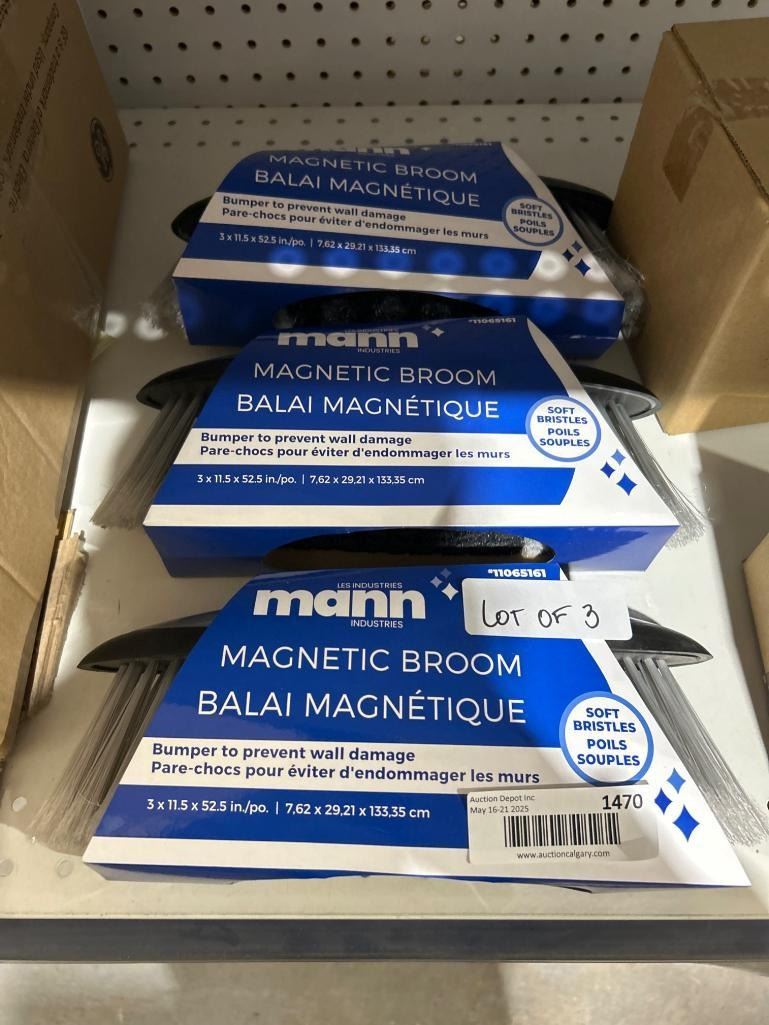 mann
MAGNETIC BROOM
BALAI MAGNÉTIQUE
Bumper to prevent wall damage
Pare-chocs pour éviter d'endommager les murs
3 x 11.5 x 52.5 in./po. | 7,62 x 29,21 x 133,35 cm
SOFT
BRISTLES
POILS
SOUPLES
*11065161
LES INDUSTRIES
mann
INDUSTRIES
MAGNETIC BROOM
BALAI MAGNÉTIQUE
Bumper to prevent wall damage
Pare-chocs pour éviter d'endommager les murs
3 x 11.5 x 52.5 in./po. | 7,62 x 29,21 x 133,35 cm
SOFT
BRISTLES
POILS
SOUPLES
*11065161
LES INDUSTRIES
mann
INDUSTRIES
LOT OF 3
MAGNETIC BROOM
BALAI MAGNÉTIQUE
Bumper to prevent wall damage
Pare-chocs pour éviter d'endommager les murs
3 x 11.5 x 52.5 in./po. | 7,62 x 29,21 x 133,35 cm
SOFT
BRISTLES
POILS
SOUPLES
Auction Depot Inc
May 16-21 2025
1470
www.auctioncalgary.com